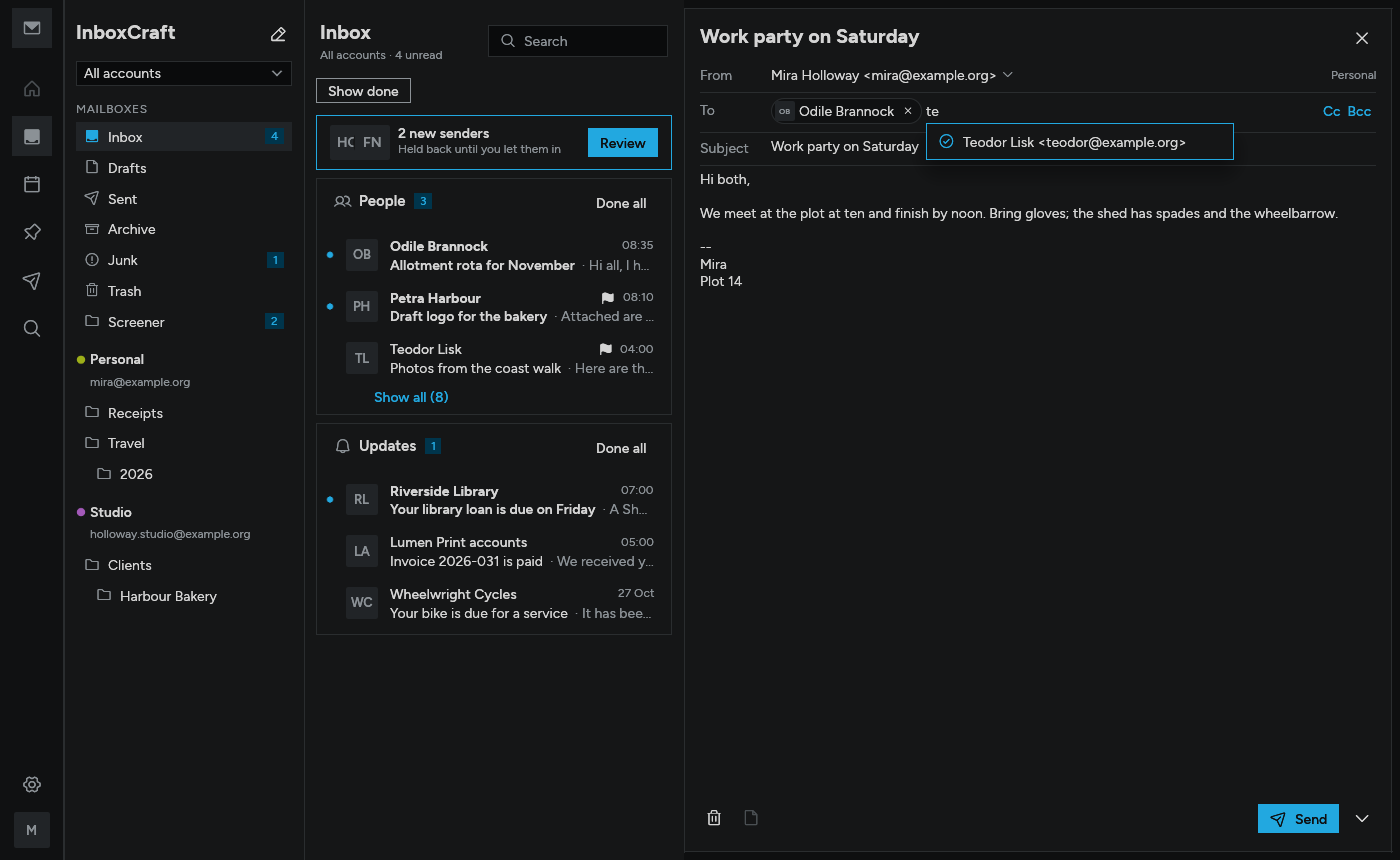 InboxCraft
All accounts
MAILBOXES
Inbox 4
Drafts
Sent
Archive
Junk 1
Trash
Screener 2
Personal
mira@example.org
Receipts
Travel
2026
Studio
holloway.studio@example.org
Clients
Harbour Bakery
M
Inbox
All accounts · 4 unread
Search
Show done
HC FN
2 new senders
Held back until you let them in
Review
People 3
Done all
OB
Odile Brannock 08:35
Allotment rota for November · Hi all, I h...
PH
Petra Harbour 08:10
Draft logo for the bakery · Attached are ...
TL
Teodor Lisk 04:00
Photos from the coast walk · Here are th...
Show all (8)
Updates 1
Done all
RL
Riverside Library 07:00
Your library loan is due on Friday · A Sh...
LA
Lumen Print accounts 05:00
Invoice 2026-031 is paid · We received y...
WC
Wheelwright Cycles 27 Oct
Your bike is due for a service · It has bee...
Work party on Saturday
From Mira Holloway <mira@example.org> Personal
To OB Odile Brannock × te Cc Bcc
Teodor Lisk <teodor@example.org>
Subject Work party on Saturday
Hi both,
We meet at the plot at ten and finish by noon. Bring gloves; the shed has spades and the wheelbarrow.
--
Mira
Plot 14
Send